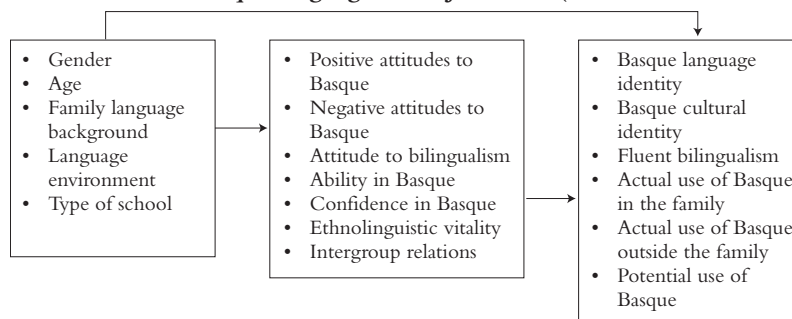 • Gender
• Age
• Family language
background
• Language
environment
• Type of school
• Positive attitudes to
Basque
• Negative attitudes to
Basque
• Attitude to bilingualism
• Ability in Basque
• Confidence in Basque
• Ethnolinguistic vitality
• Intergroup relations
• Basque language
identity
• Basque cultural
identity
• Fluent bilingualism
• Actual use of Basque
in the family
• Actual use of Basque
outside the family
• Potential use of
Basque